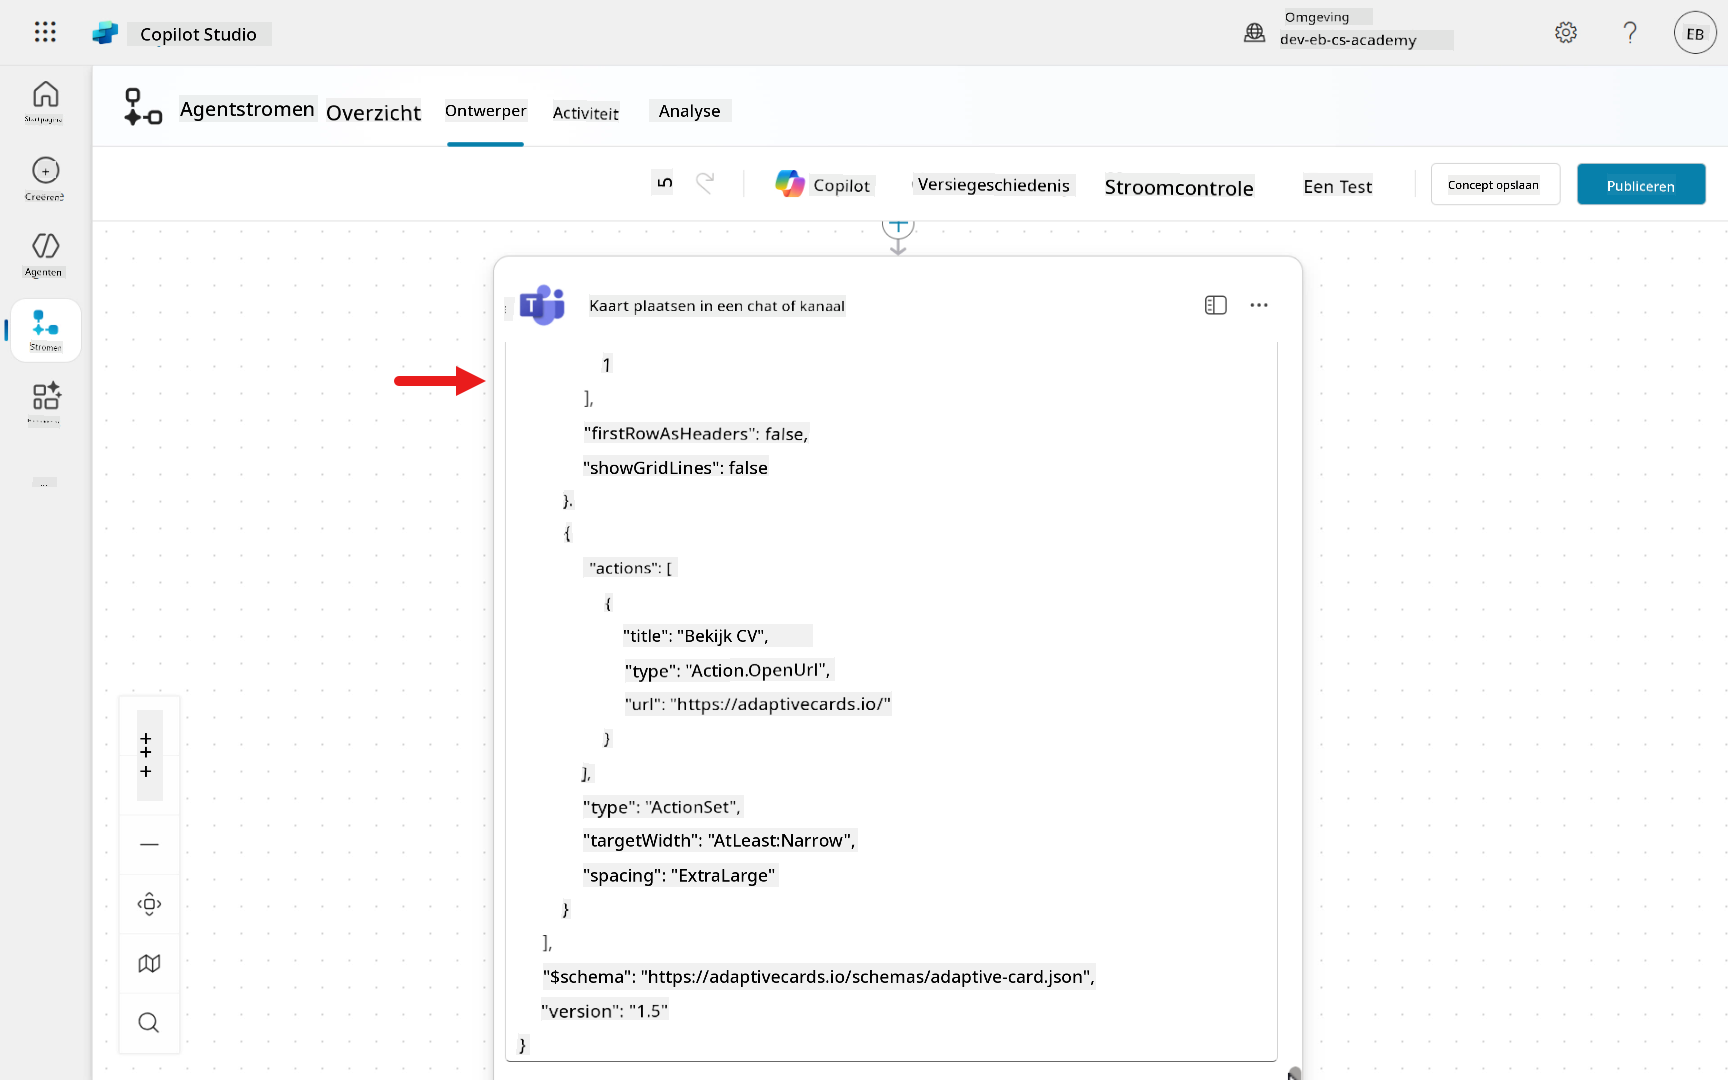 Copilot Studio
Omgeving
dev-eb-cs-academy
EB
Startpagina
Creëren?
Agenten
Stromen
...
Agentstromen
Overzicht
Ontwerper
Activiteit
Analyse
Copilot
Versiegeschiedenis
Stroomcontrole
Een Test
Concept opslaan
Publiceren
Kaart plaatsen in een chat of kanaal
1
],
"firstRowAsHeaders": false,
"showGridLines": false
}.
{
"actions": [
{
"title": "Bekijk CV",
"type": "Action.OpenUrl",
"url": "https://adaptivecards.io/"
}
],
"type": "ActionSet",
"targetWidth": "AtLeast:Narrow",
"spacing": "ExtraLarge"
}
],
"$schema": "https://adaptivecards.io/schemas/adaptive-card.json",
"version": "1.5"
}